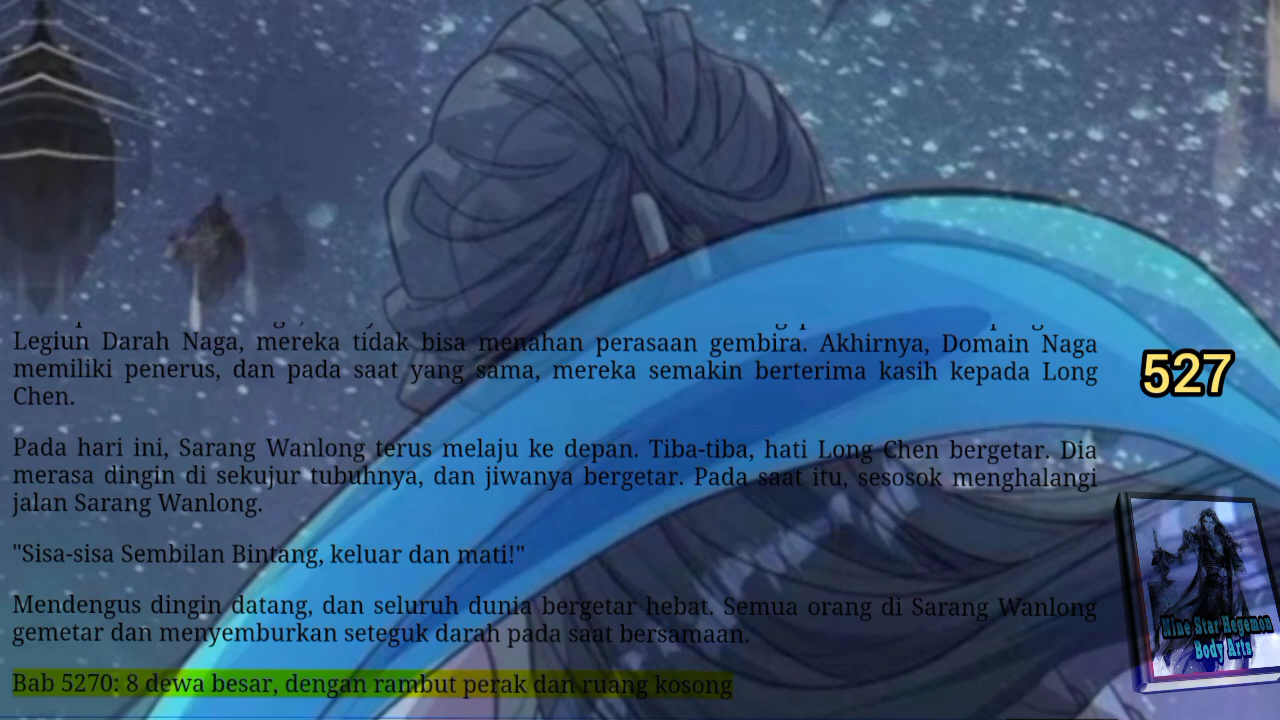 Legiun Darah Naga, mereka tidak bisa menahan perasaan gembira. Akhirnya, Domain Naga
memiliki penerus, dan pada saat yang sama, mereka semakin berterima kasih kepada Long
Chen.
527
Pada hari ini, Sarang Wanlong terus melaju ke depan. Tiba-tiba, hati Long Chen bergetar. Dia
merasa dingin di sekujur tubuhnya, dan jiwanya bergetar. Pada saat itu, sesosok menghalangi
jalan Sarang Wanlong.
"Sisa-sisa Sembilan Bintang, keluar dan mati!"
Mendengus dingin datang, dan seluruh dunia bergetar hebat. Semua orang di Sarang Wanlong
gemetar dan menyemburkan seteguk darah pada saat bersamaan.
Nine Star Hegemon
Body Arts
Bab 5270: 8 dewa besar, dengan rambut perak dan ruang kosong